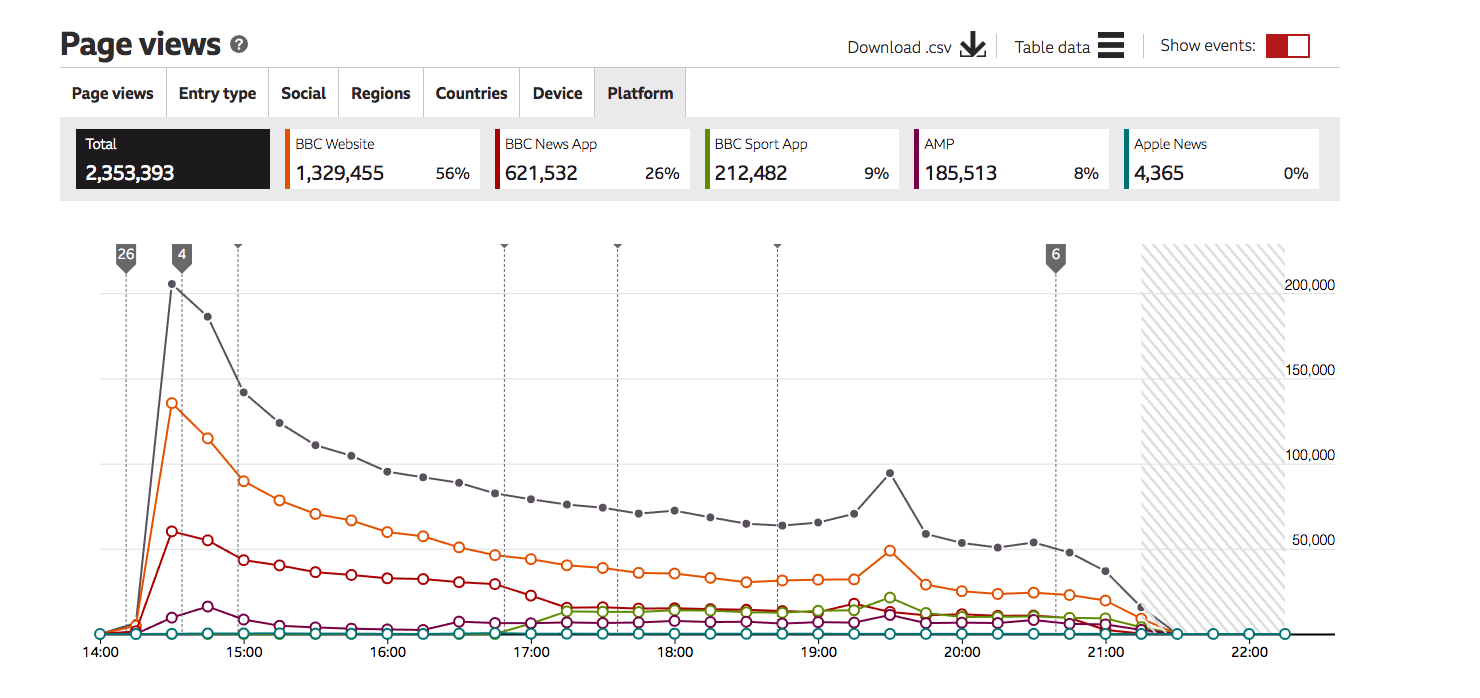 Page views ?
Download .csv Table data Show events:
Page views Entry type Social Regions Countries Device Platform
Total BBC Website BBC News App BBC Sport App AMP Apple News
2,353,393 1,329,455 56% 621,532 26% 212,482 9% 185,513 8% 4,365 0%
26 4 6
200,000
150,000
100,000
50,000
14:00 15:00 16:00 17:00 18:00 19:00 20:00 21:00 22:00